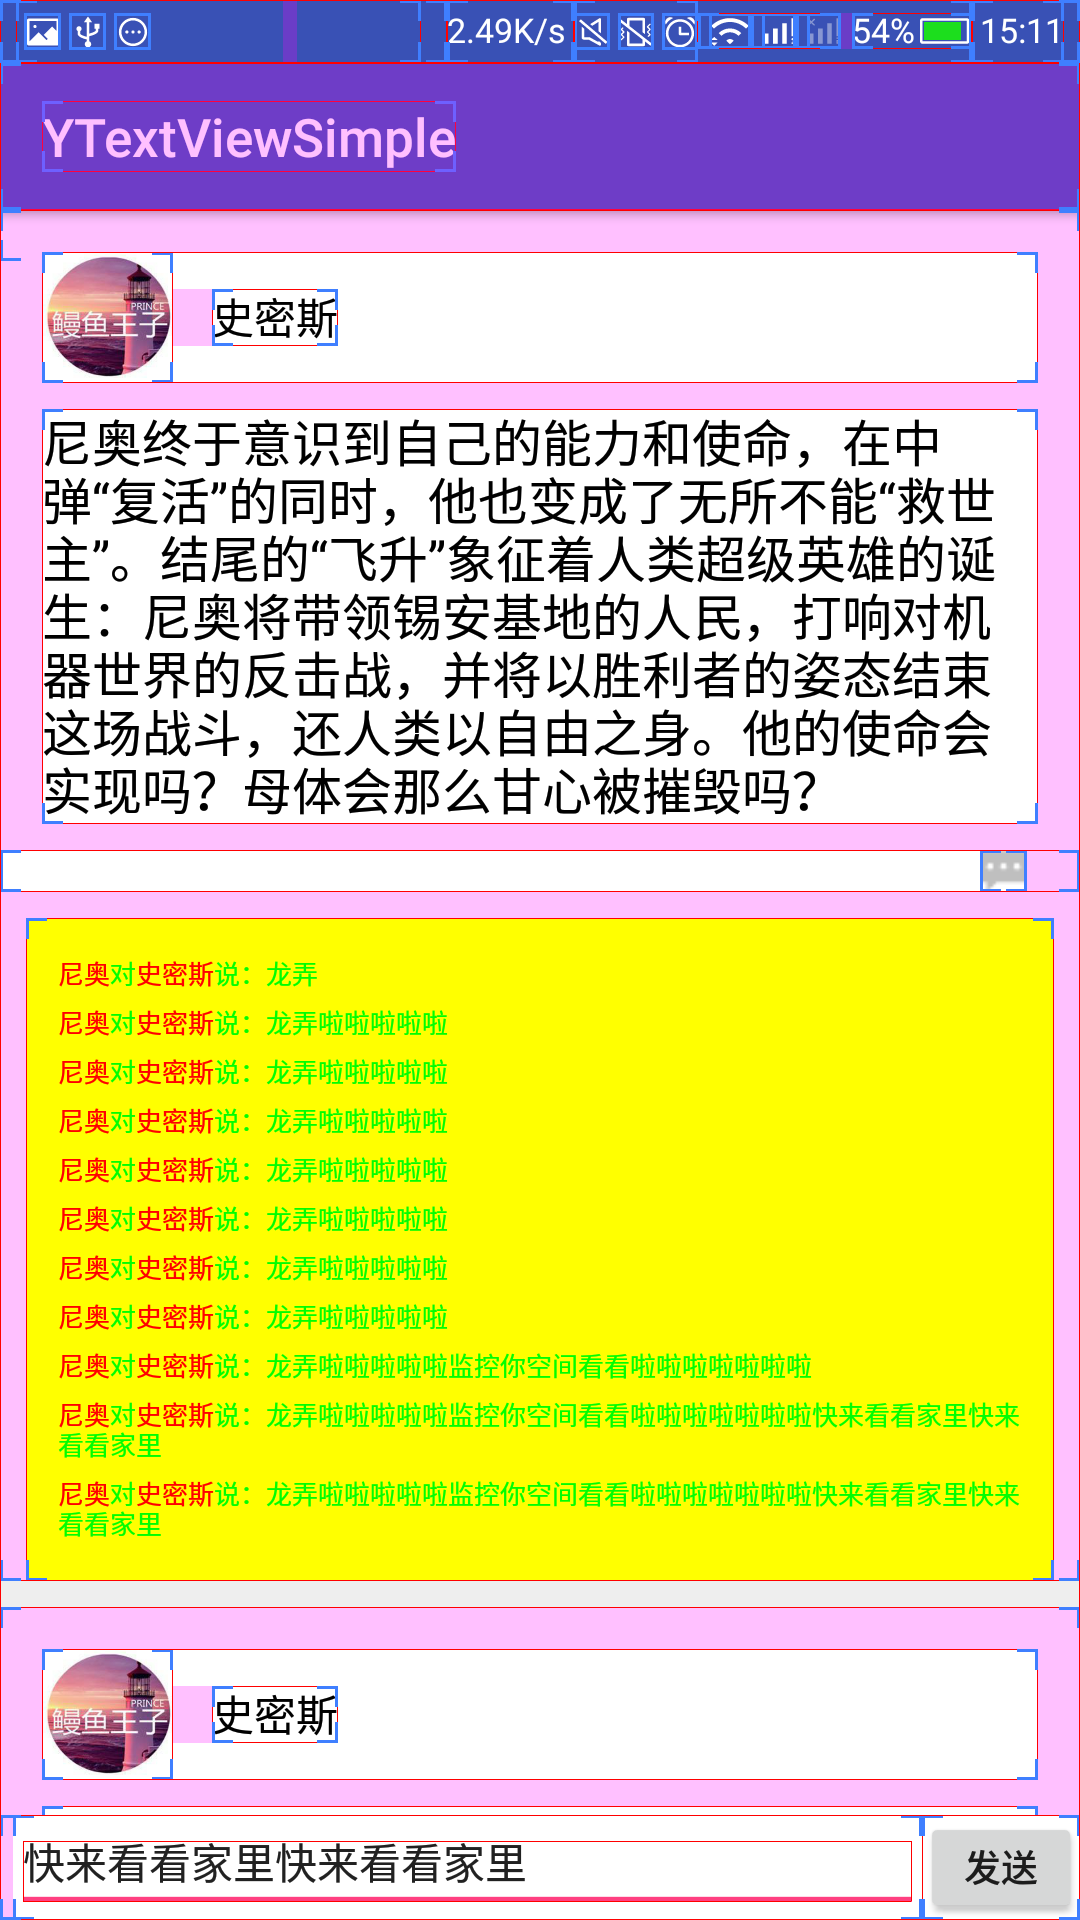 2.49K/s 54% 15:11
YTextViewSimple
PRINCE
鳗鱼王子
史密斯
尼奥终于意识到自己的能力和使命，在中
弹“复活”的同时，他也变成了无所不能“救世
主”。结尾的“飞升”象征着人类超级英雄的诞
生：尼奥将带领锡安基地的人民，打响对机
器世界的反击战，并将以胜利者的姿态结束
这场战斗，还人类以自由之身。他的使命会
实现吗？母体会那么甘心被摧毁吗？
尼奥对史密斯说：龙弄
尼奥对史密斯说：龙弄啦啦啦啦啦
尼奥对史密斯说：龙弄啦啦啦啦啦
尼奥对史密斯说：龙弄啦啦啦啦啦
尼奥对史密斯说：龙弄啦啦啦啦啦
尼奥对史密斯说：龙弄啦啦啦啦啦
尼奥对史密斯说：龙弄啦啦啦啦啦
尼奥对史密斯说：龙弄啦啦啦啦啦
尼奥对史密斯说：龙弄啦啦啦啦啦监控你空间看看啦啦啦啦啦啦啦
尼奥对史密斯说：龙弄啦啦啦啦啦监控你空间看看啦啦啦啦啦啦啦快来看看家里快来
看看家里
尼奥对史密斯说：龙弄啦啦啦啦啦监控你空间看看啦啦啦啦啦啦啦快来看看家里快来
看看家里
PRINCE
鳗鱼王子
史密斯
快来看看家里快来看看家里
发送